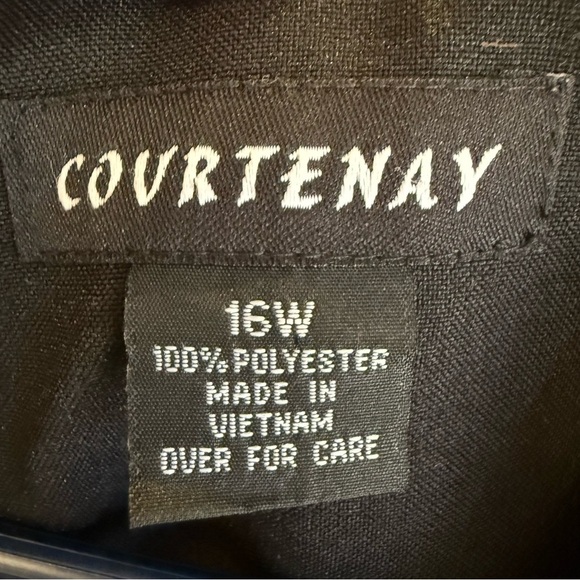 COURTENAY
16W
100% POLYESTER
MADE IN
VIETNAM
OVER FOR CARE